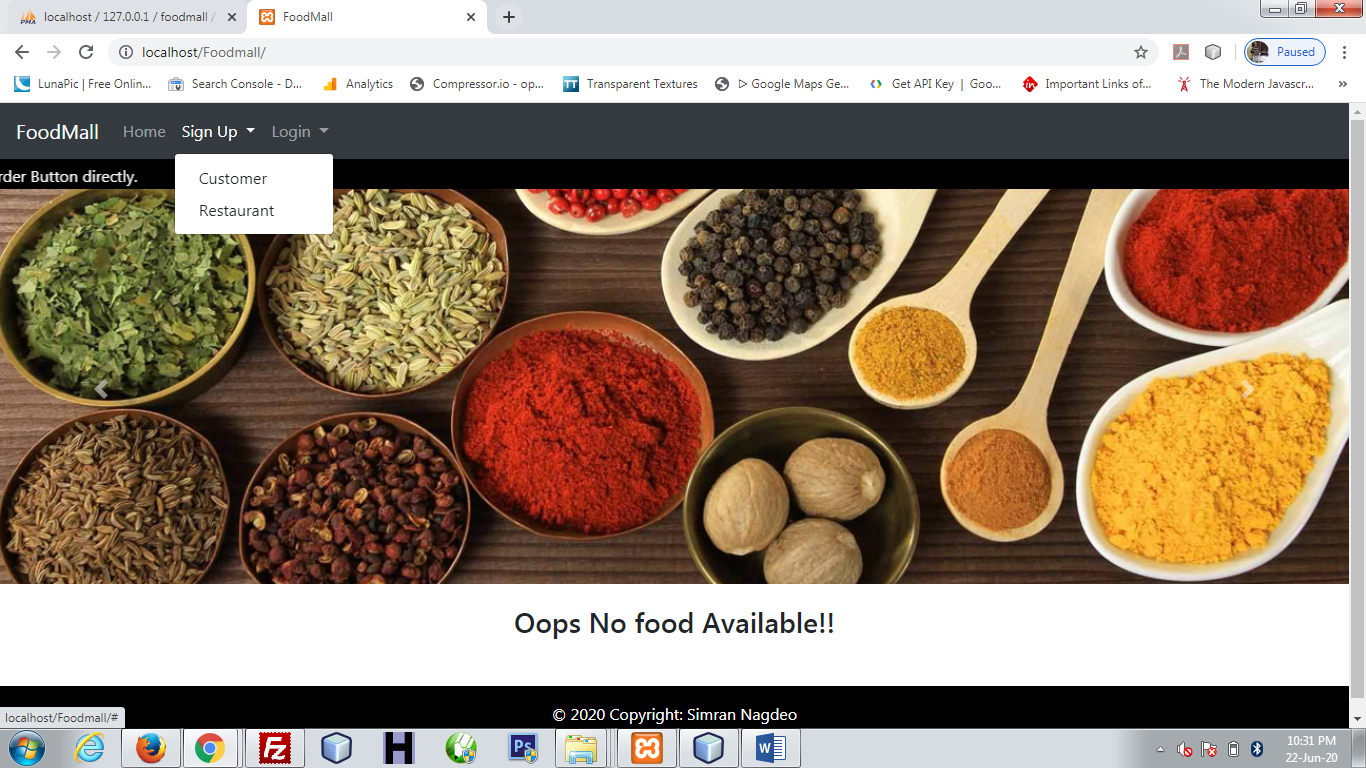 localhost / 127.0.0.1 / foodmall /
FoodMall
localhost/Foodmall/
Paused
LunaPic | Free Onlin...
Search Console - D...
Analytics
Compressor.io - op...
Transparent Textures
ᐅ Google Maps Ge...
Get API Key | Goo...
Important Links of...
The Modern Javascr...
»
FoodMall
Home
Sign Up
Login
rder Button directly.
Customer
Restaurant
Oops No food Available!!
© 2020 Copyright: Simran Nagdeo
localhost/Foodmall/#
10:31 PM
22-Jun-20